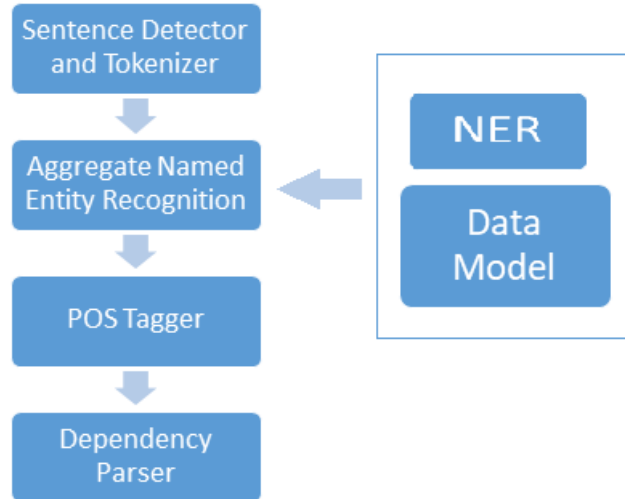 Sentence Detector
and Tokenizer
Aggregate Named
Entity Recognition
POS Tagger
Dependency
Parser
NER
Data
Model